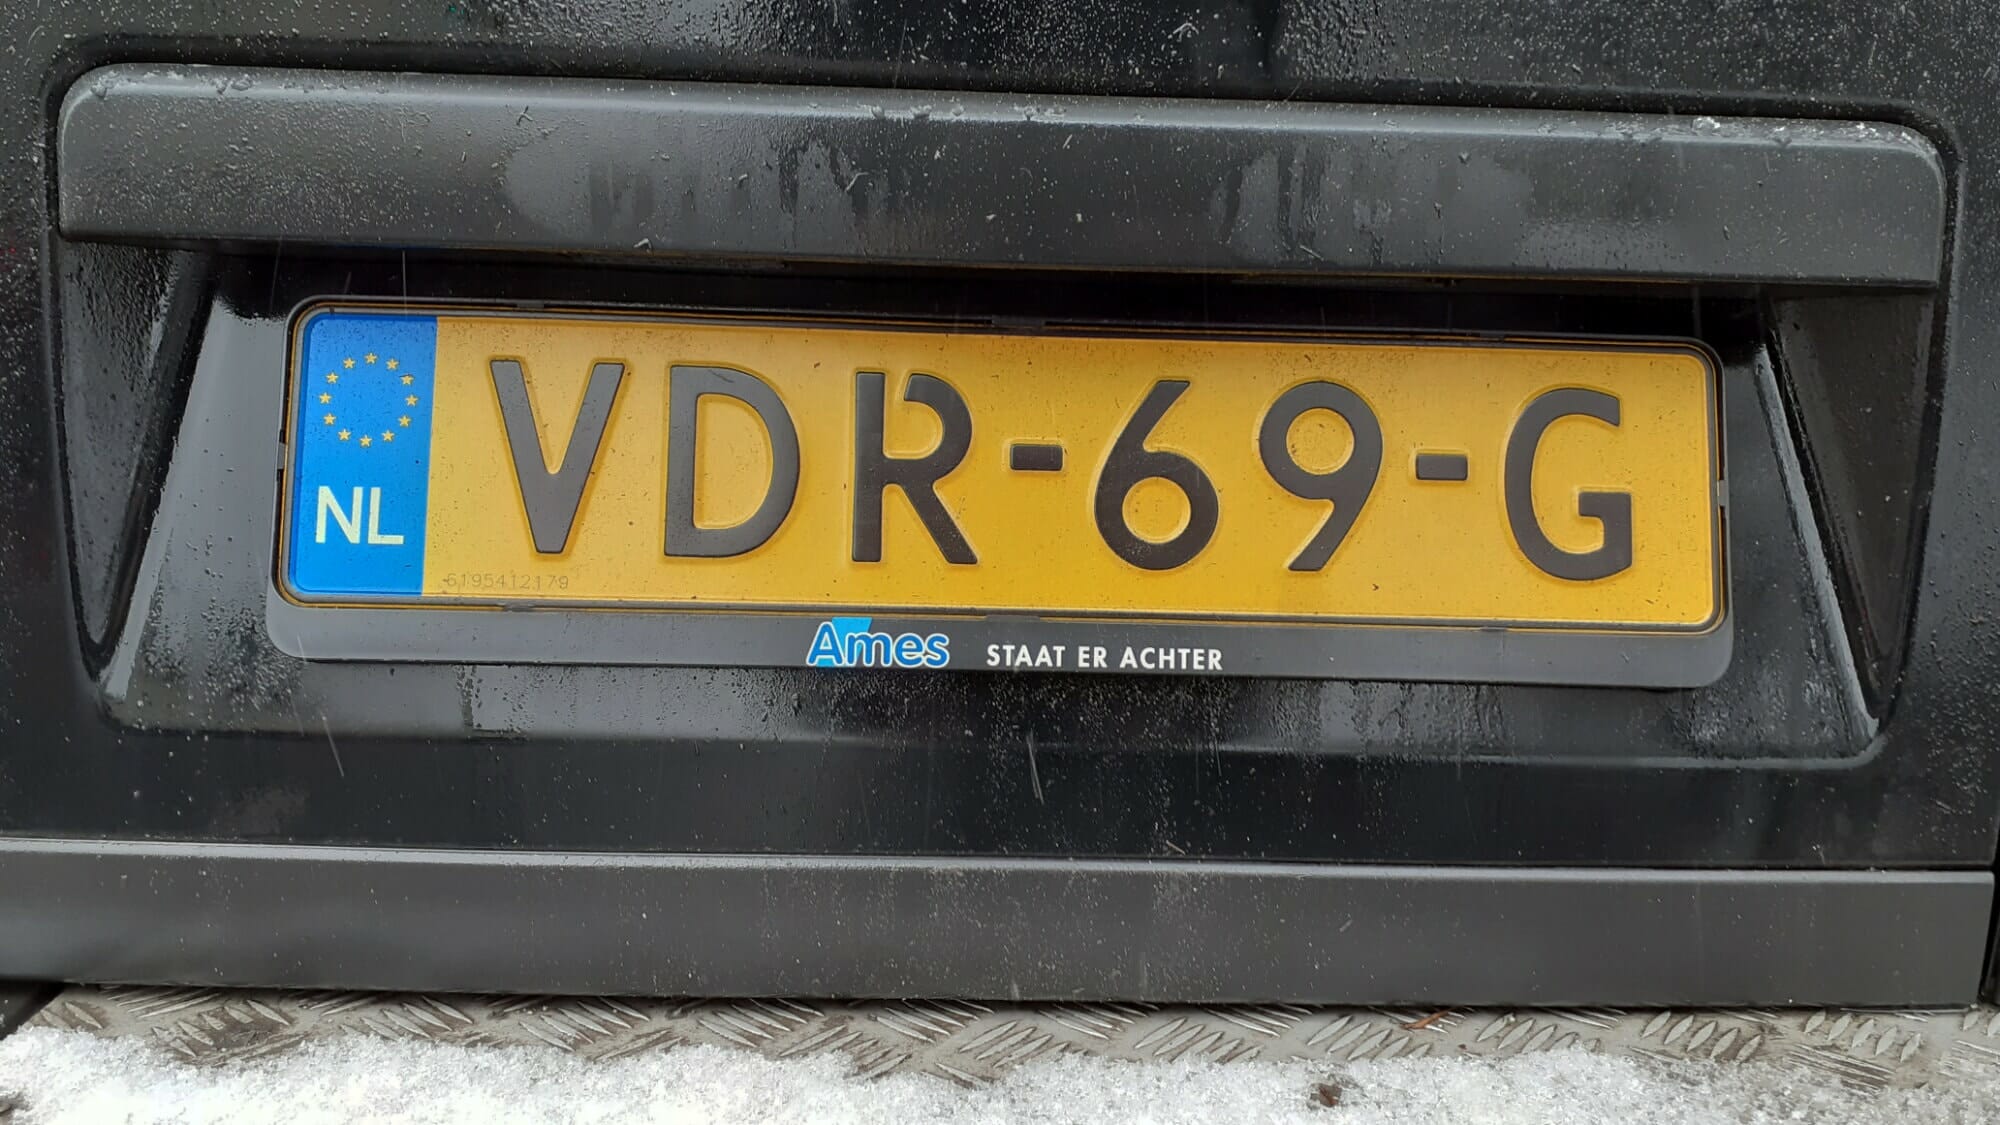 NL
VDR-69-G
6195412179
Ames STAAT ER ACHTER